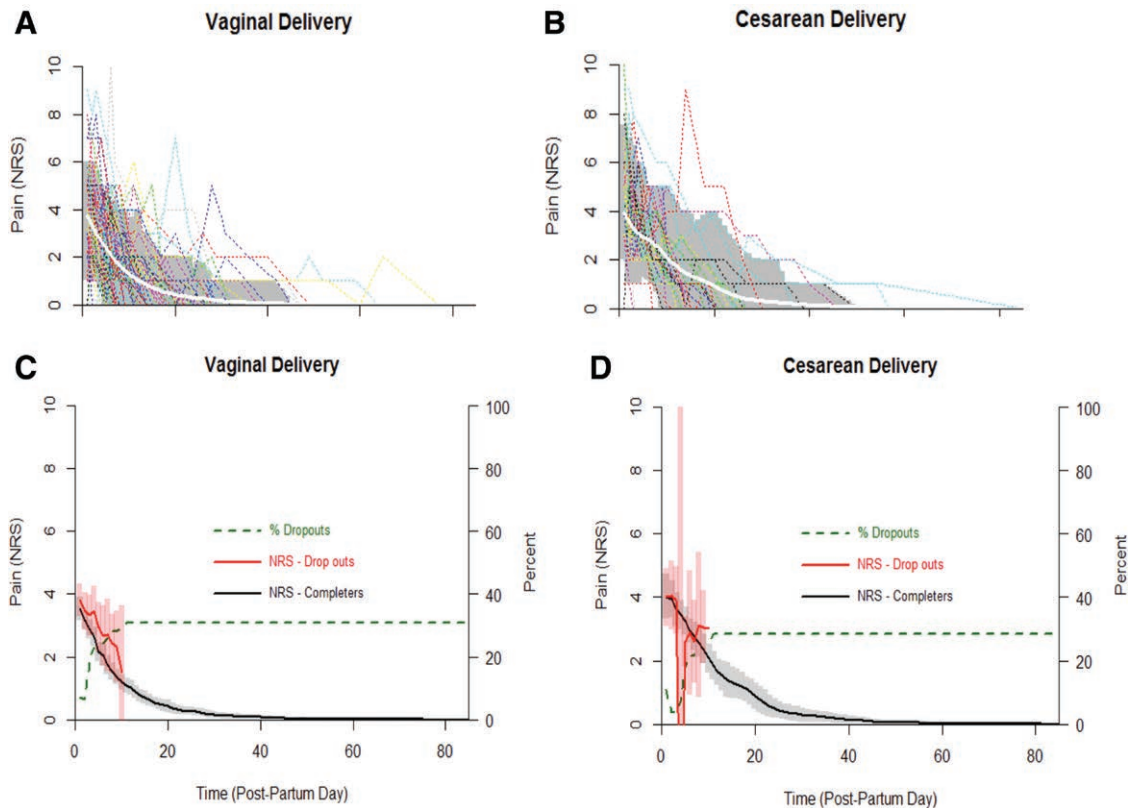 A
Vaginal Delivery
Pain (NRS)
10
8
6
4
2
0
B
Cesarean Delivery
Pain (NRS)
10
8
6
4
2
0
C
Vaginal Delivery
Pain (NRS)
10
8
6
4
2
0
% Dropouts
NRS - Drop outs
NRS - Completers
100
80
60
40
20
0
Percent
0 20 40 60 80
Time (Post-Partum Day)
D
Cesarean Delivery
Pain (NRS)
10
8
6
4
2
0
% Dropouts
NRS - Drop outs
NRS - Completers
100
80
60
40
20
0
Percent
0 20 40 60 80
Time (Post-Partum Day)